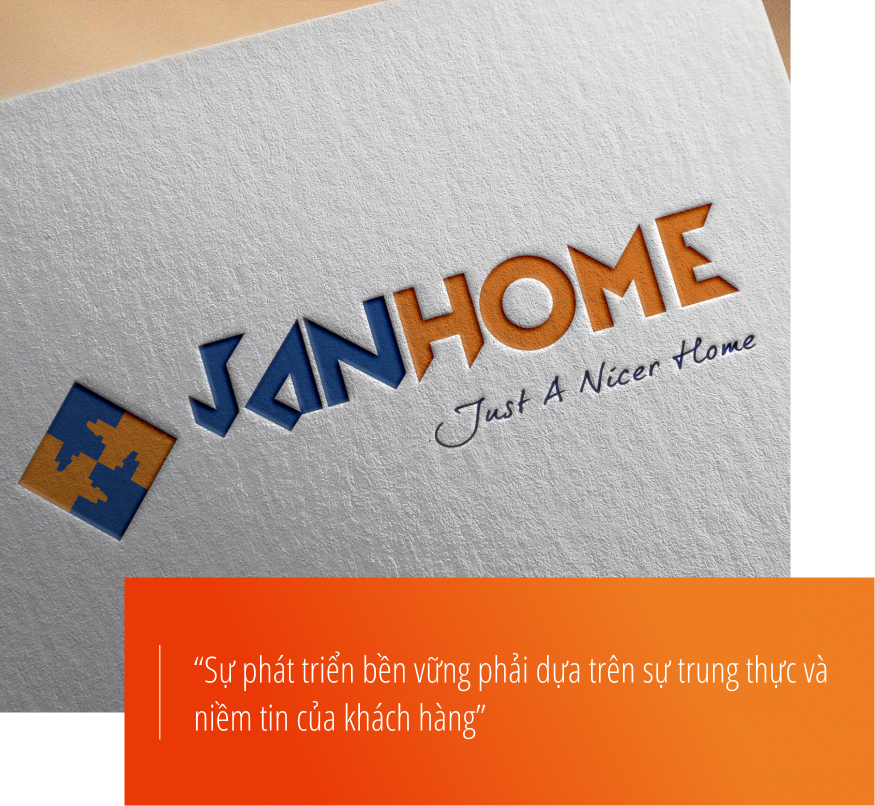 JANHOME
Just A Nicer Home
“Sự phát triển bền vững phải dựa trên sự trung thực và
niềm tin của khách hàng”